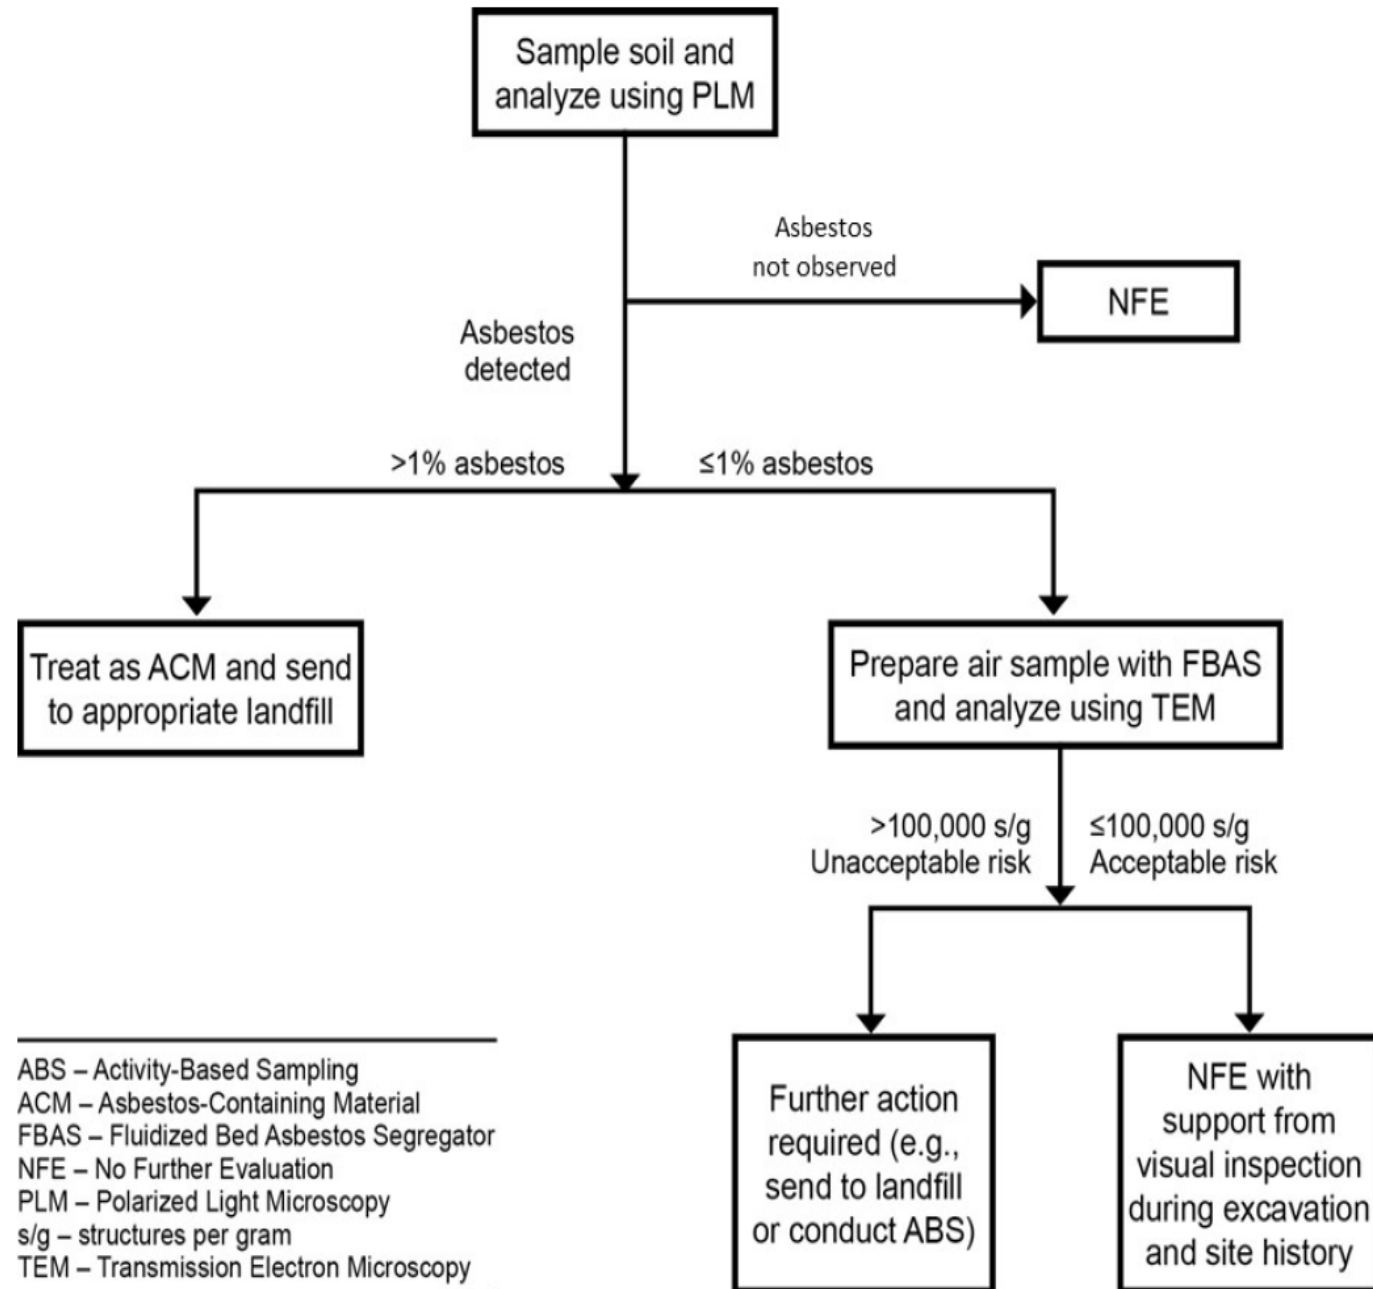 Sample soil and
analyze using PLM
Asbestos
not observed
NFE
Asbestos
detected
>1% asbestos
≤1% asbestos
Treat as ACM and send
to appropriate landfill
Prepare air sample with FBAS
and analyze using TEM
>100,000 s/g
Unacceptable risk
≤100,000 s/g
Acceptable risk
Further action
required (e.g.,
send to landfill
or conduct ABS)
NFE with
support from
visual inspection
during excavation
and site history
ABS – Activity-Based Sampling
ACM – Asbestos-Containing Material
FBAS – Fluidized Bed Asbestos Segregator
NFE – No Further Evaluation
PLM – Polarized Light Microscopy
s/g – structures per gram
TEM – Transmission Electron Microscopy